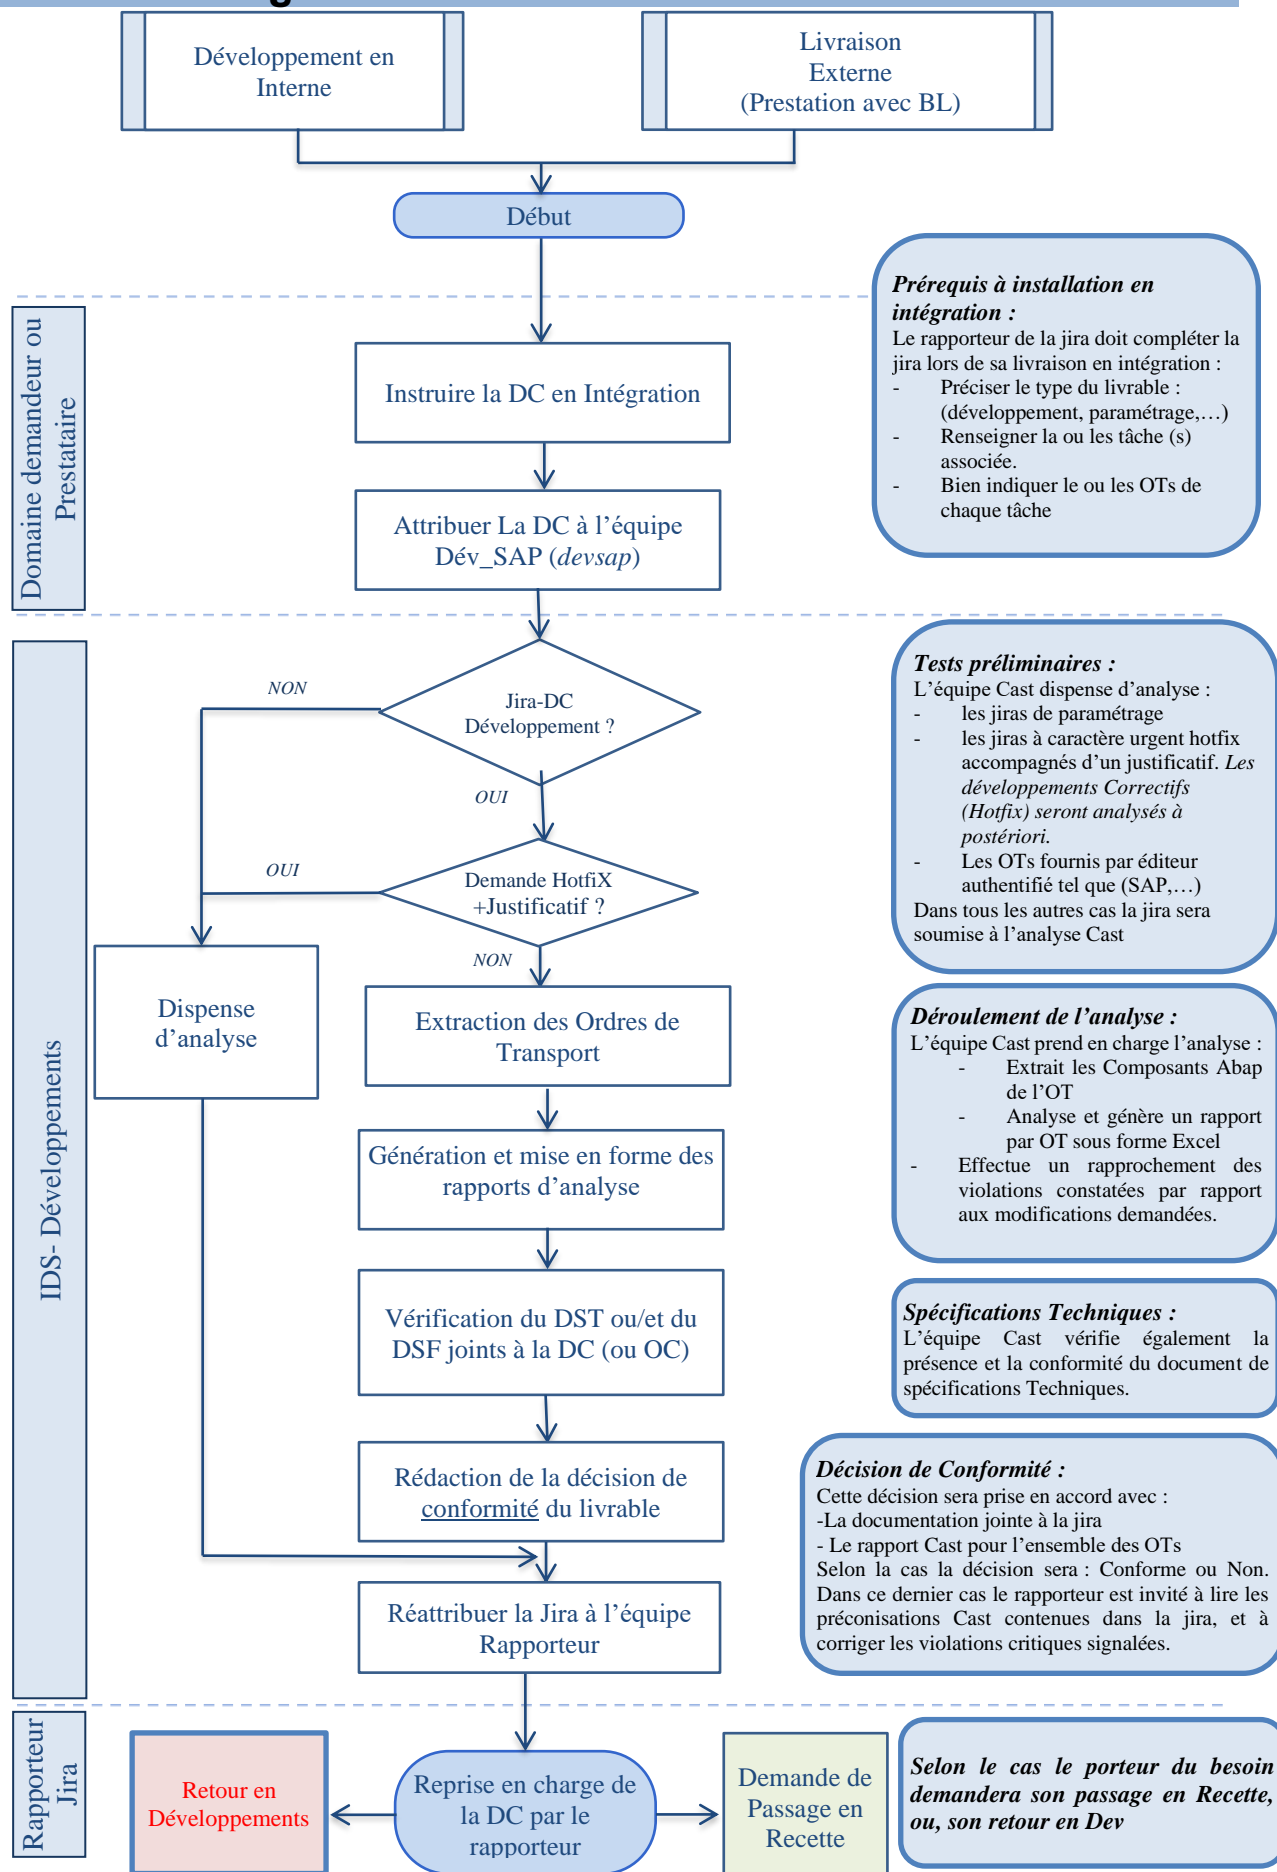 Développement en
Interne
Livraison
Externe
(Prestation avec BL)
Début
Prérequis à installation en
intégration :
Le rapporteur de la jira doit compléter la
jira lors de sa livraison en intégration :
- Préciser le type du livrable :
(développement, paramétrage,…)
- Renseigner la ou les tâche (s)
associée.
- Bien indiquer le ou les OTs de
chaque tâche
Domaine demandeur ou
Prestataire
Instruire la DC en Intégration
Attribuer La DC à l’équipe
Dév_SAP (devsap)
IDS- Développements
Jira-DC
Développement ?
NON
OUI
Demande HotfiX
+Justificatif ?
OUI
NON
Tests préliminaires :
L’équipe Cast dispense d’analyse :
- les jiras de paramétrage
- les jiras à caractère urgent hotfix
accompagnés d’un justificatif. Les
développements Correctifs
(Hotfix) seront analysés à
postériori.
- Les OTs fournis par éditeur
authentifié tel que (SAP,…)
Dans tous les autres cas la jira sera
soumise à l’analyse Cast
Dispense
d’analyse
Extraction des Ordres de
Transport
Génération et mise en forme des
rapports d’analyse
Déroulement de l’analyse :
L’équipe Cast prend en charge l’analyse :
- Extrait les Composants Abap
de l’OT
- Analyse et génère un rapport
par OT sous forme Excel
- Effectue un rapprochement des
violations constatées par rapport
aux modifications demandées.
Vérification du DST ou/et du
DSF joints à la DC (ou OC)
Spécifications Techniques :
L’équipe Cast vérifie également la
présence et la conformité du document de
spécifications Techniques.
Rédaction de la décision de
conformité du livrable
Réattribuer la Jira à l’équipe
Rapporteur
Décision de Conformité :
Cette décision sera prise en accord avec :
-La documentation jointe à la jira
- Le rapport Cast pour l’ensemble des OTs
Selon la cas la décision sera : Conforme ou Non.
Dans ce dernier cas le rapporteur est invité à lire les
préconisations Cast contenues dans la jira, et à
corriger les violations critiques signalées.
Rapporteur
Jira
Retour en
Développements
Reprise en charge de
la DC par le
rapporteur
Demande de
Passage en
Recette
Selon le cas le porteur du besoin
demandera son passage en Recette,
ou, son retour en Dev